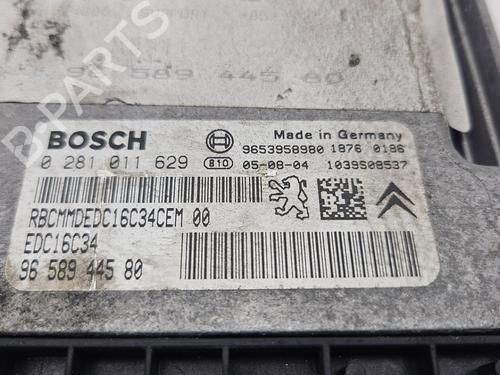 96 589 445 80
B-PARTS
BOSCH
Made in Germany
9653958980 1876 0186
0 281 011 629
810 05-08-04 1039S08537
RBCMMDEDC16C34CEM 00
EDC16C34
96 589 445 80